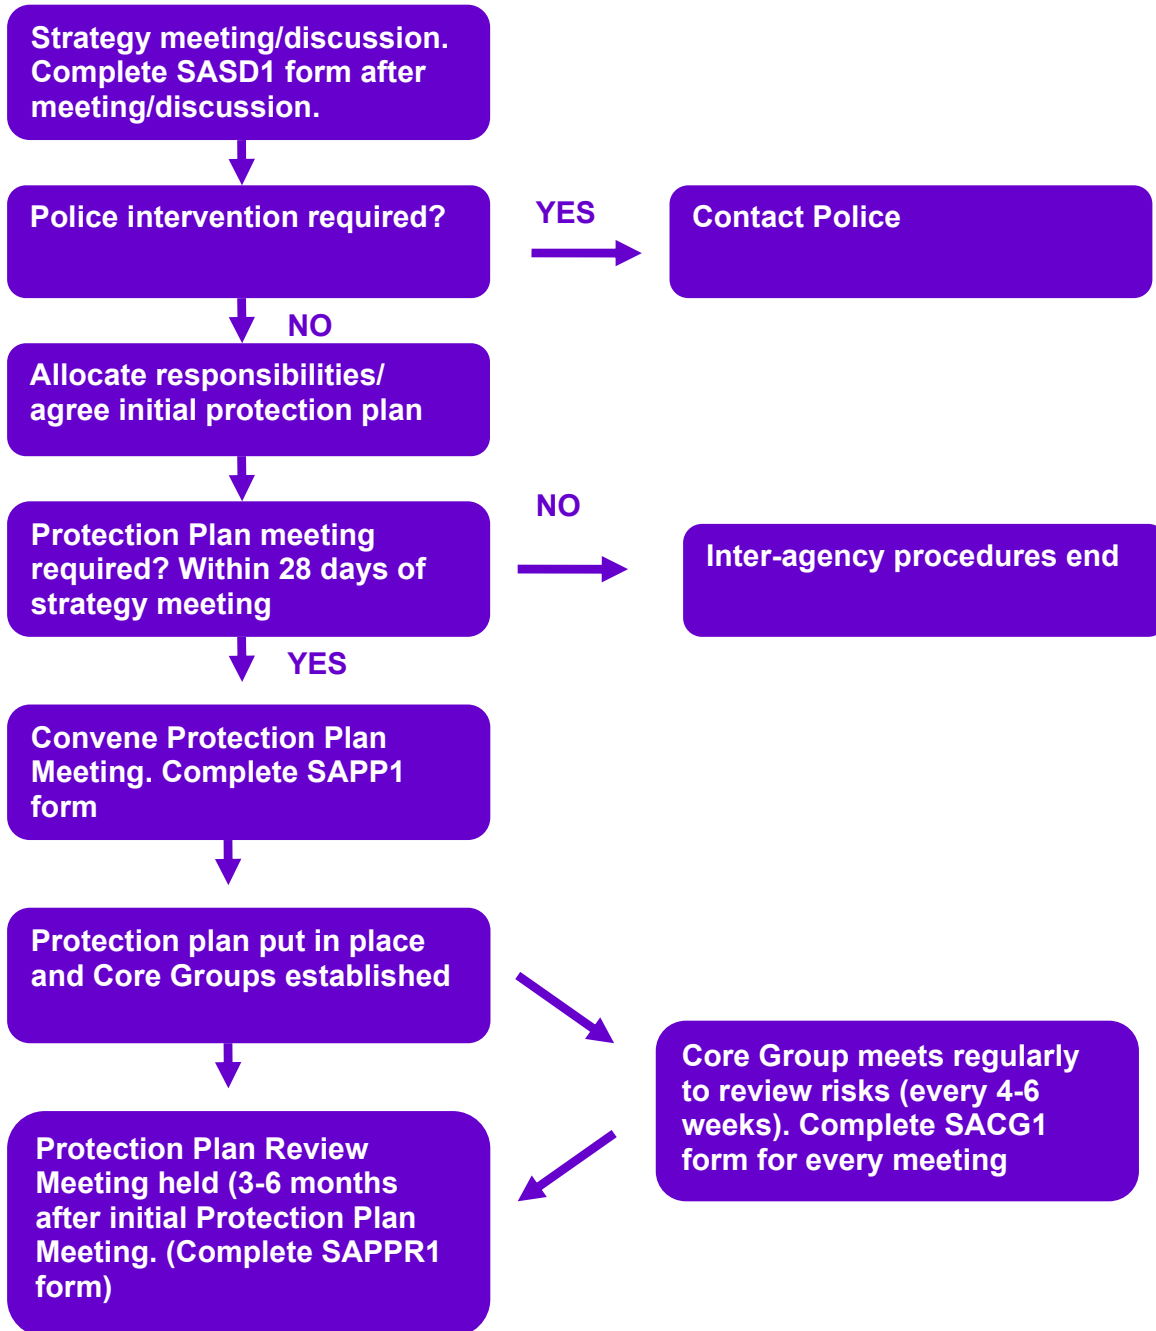 Strategy meeting/discussion.
Complete SASD1 form after
meeting/discussion.
Police intervention required?
YES
Contact Police
NO
Allocate responsibilities/
agree initial protection plan
Protection Plan meeting
required? Within 28 days of
strategy meeting
NO
Inter-agency procedures end
YES
Convene Protection Plan
Meeting. Complete SAPP1
form
Protection plan put in place
and Core Groups established
Core Group meets regularly
to review risks (every 4-6
weeks). Complete SACG1
form for every meeting
Protection Plan Review
Meeting held (3-6 months
after initial Protection Plan
Meeting. (Complete SAPPR1
form)